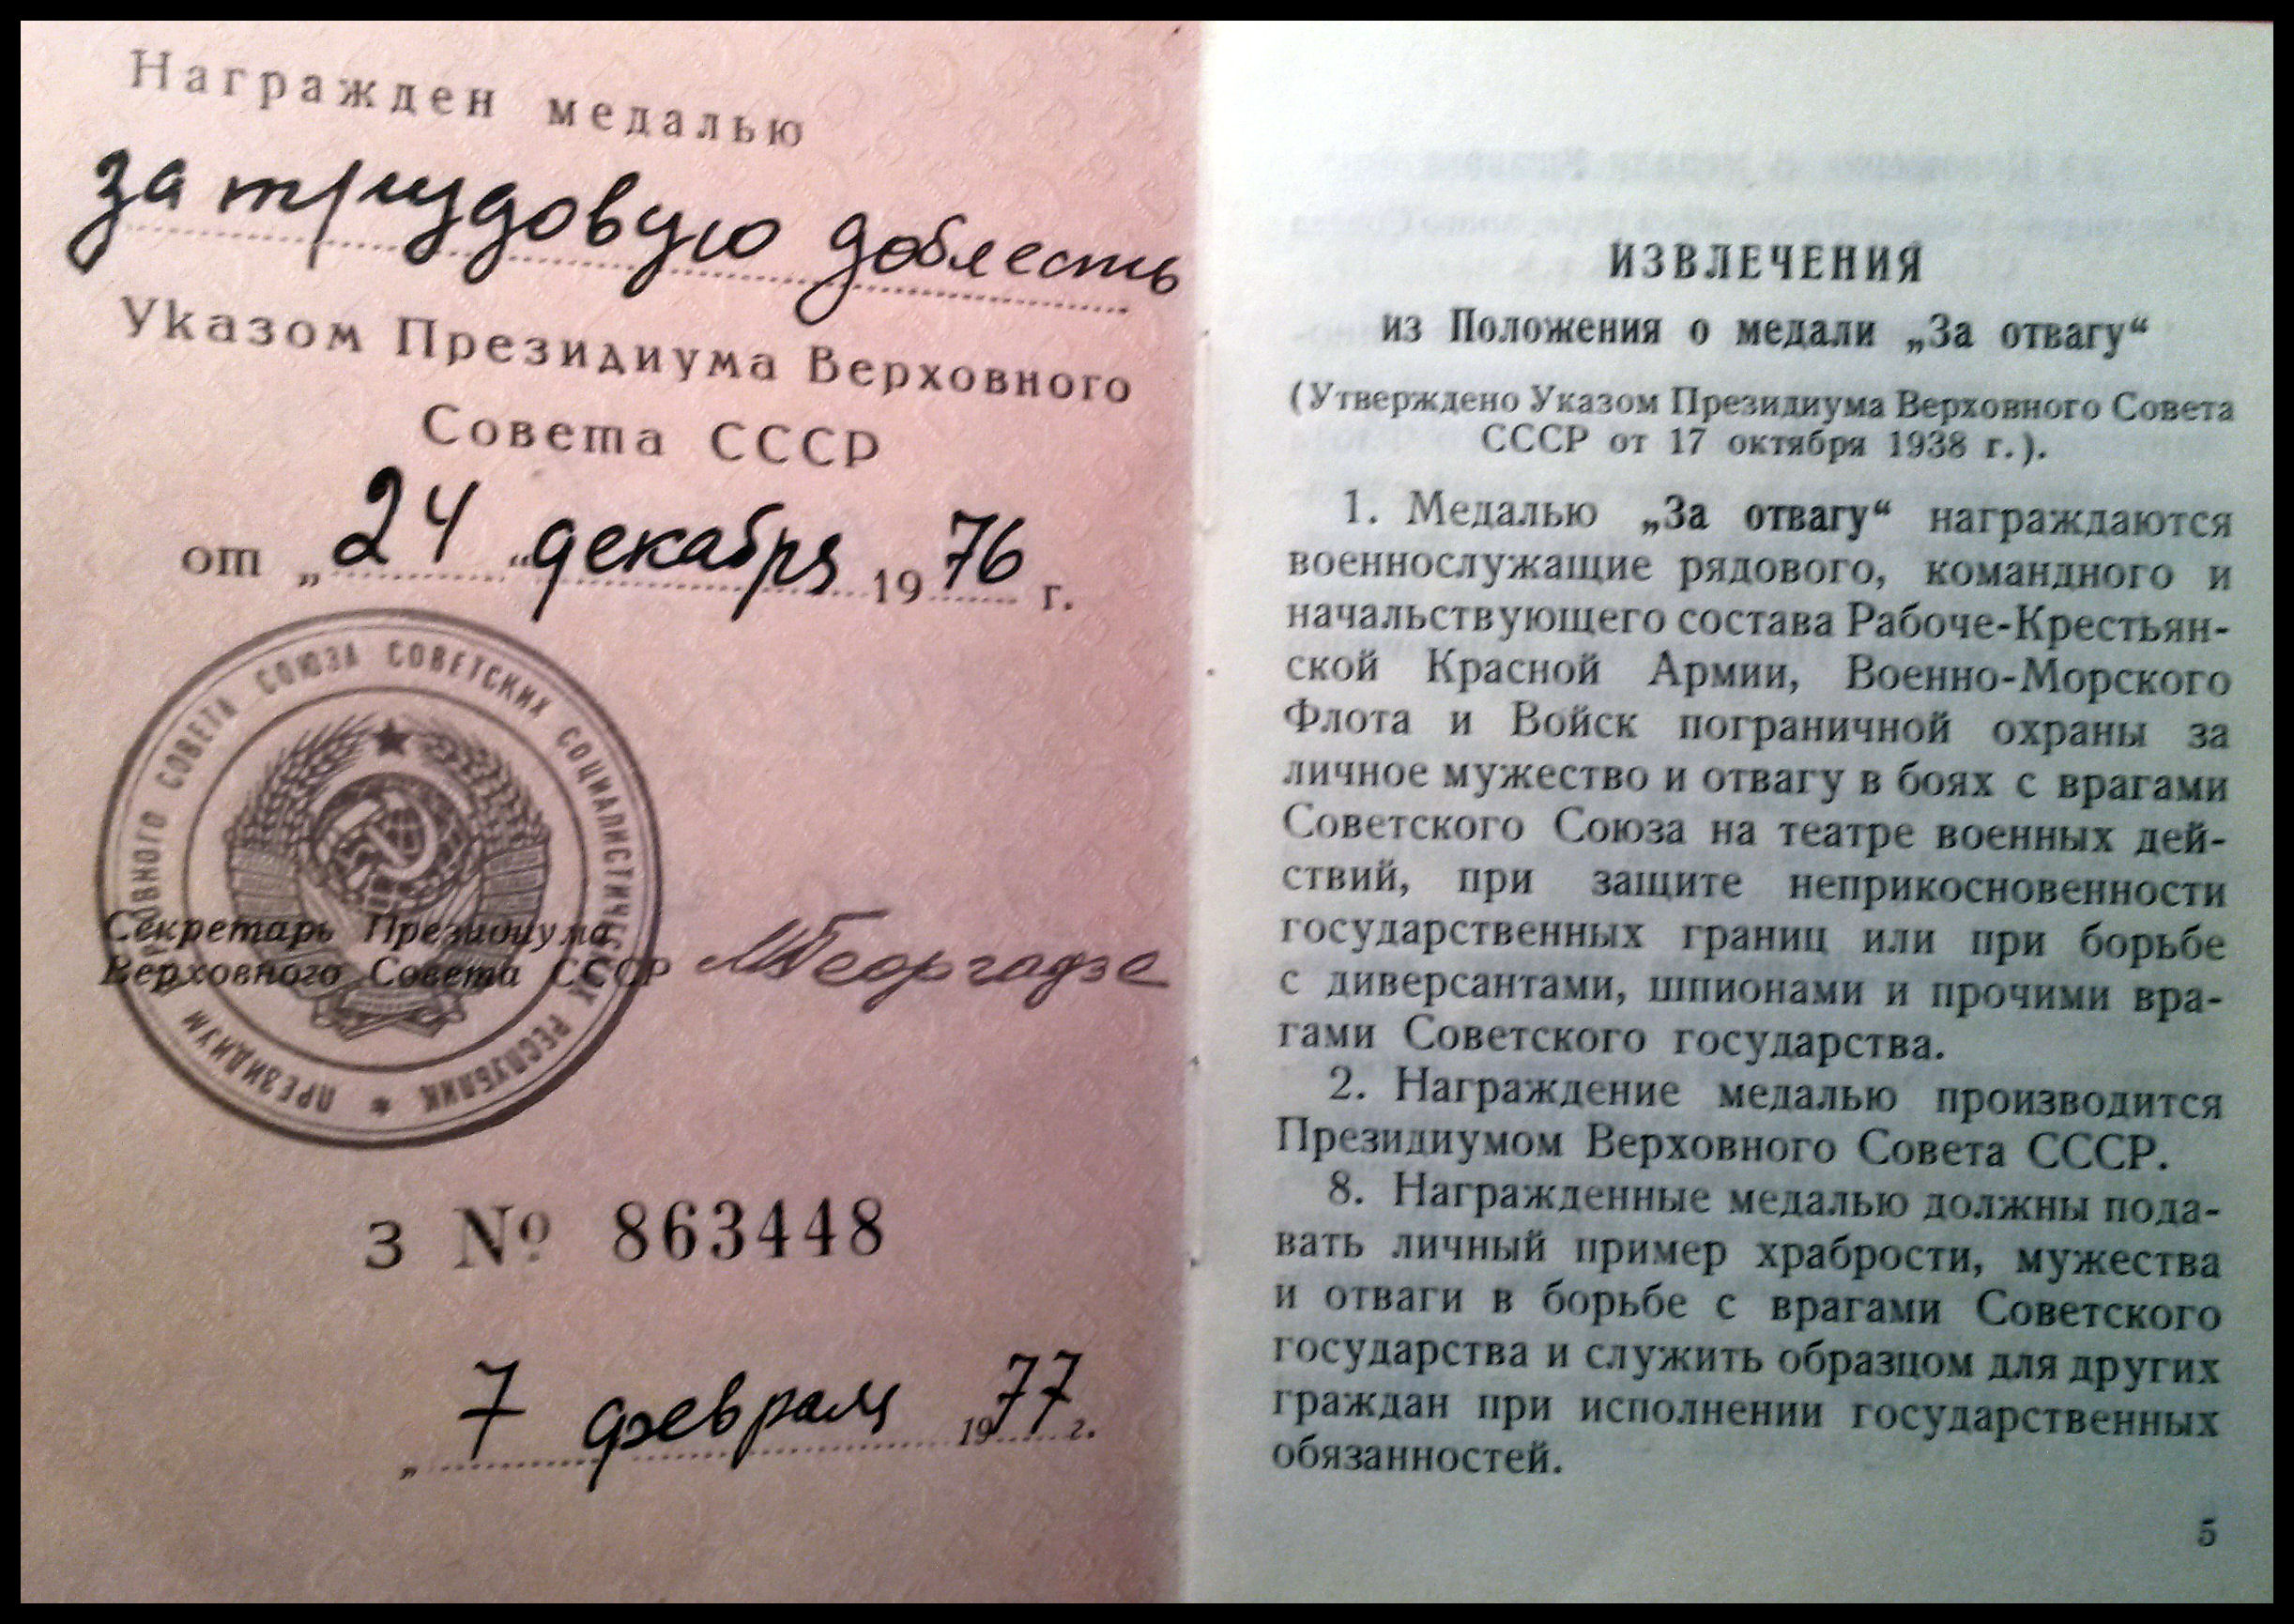 Награжден медалью
за трудовую доблесть
Указом Президиума Верховного
Совета СССР
от „ 24 “ декабря 1976 г.
ПРЕЗИДИУМ ВЕРХОВНОГО СОВЕТА СОЮЗА СОВЕТСКИХ СОЦИАЛИСТИЧЕСКИХ РЕСПУБЛИК *
Секретарь Президиума
Верховного Совета СССР МГеоргадзе
З № 863448
„ 7 февраля 1977 г.
ИЗВЛЕЧЕНИЯ
из Положения о медали „За отвагу“
(Утверждено Указом Президиума Верховного Совета
СССР от 17 октября 1938 г.).
1. Медалью „За отвагу“ награждаются
военнослужащие рядового, командного и
начальствующего состава Рабоче-Крестьян-
ской Красной Армии, Военно-Морского
Флота и Войск пограничной охраны за
личное мужество и отвагу в боях с врагами
Советского Союза на театре военных дей-
ствий, при защите неприкосновенности
государственных границ или при борьбе
с диверсантами, шпионами и прочими вра-
гами Советского государства.
2. Награждение медалью производится
Президиумом Верховного Совета СССР.
8. Награжденные медалью должны пода-
вать личный пример храбрости, мужества
и отваги в борьбе с врагами Советского
государства и служить образцом для других
граждан при исполнении государственных
обязанностей.
5